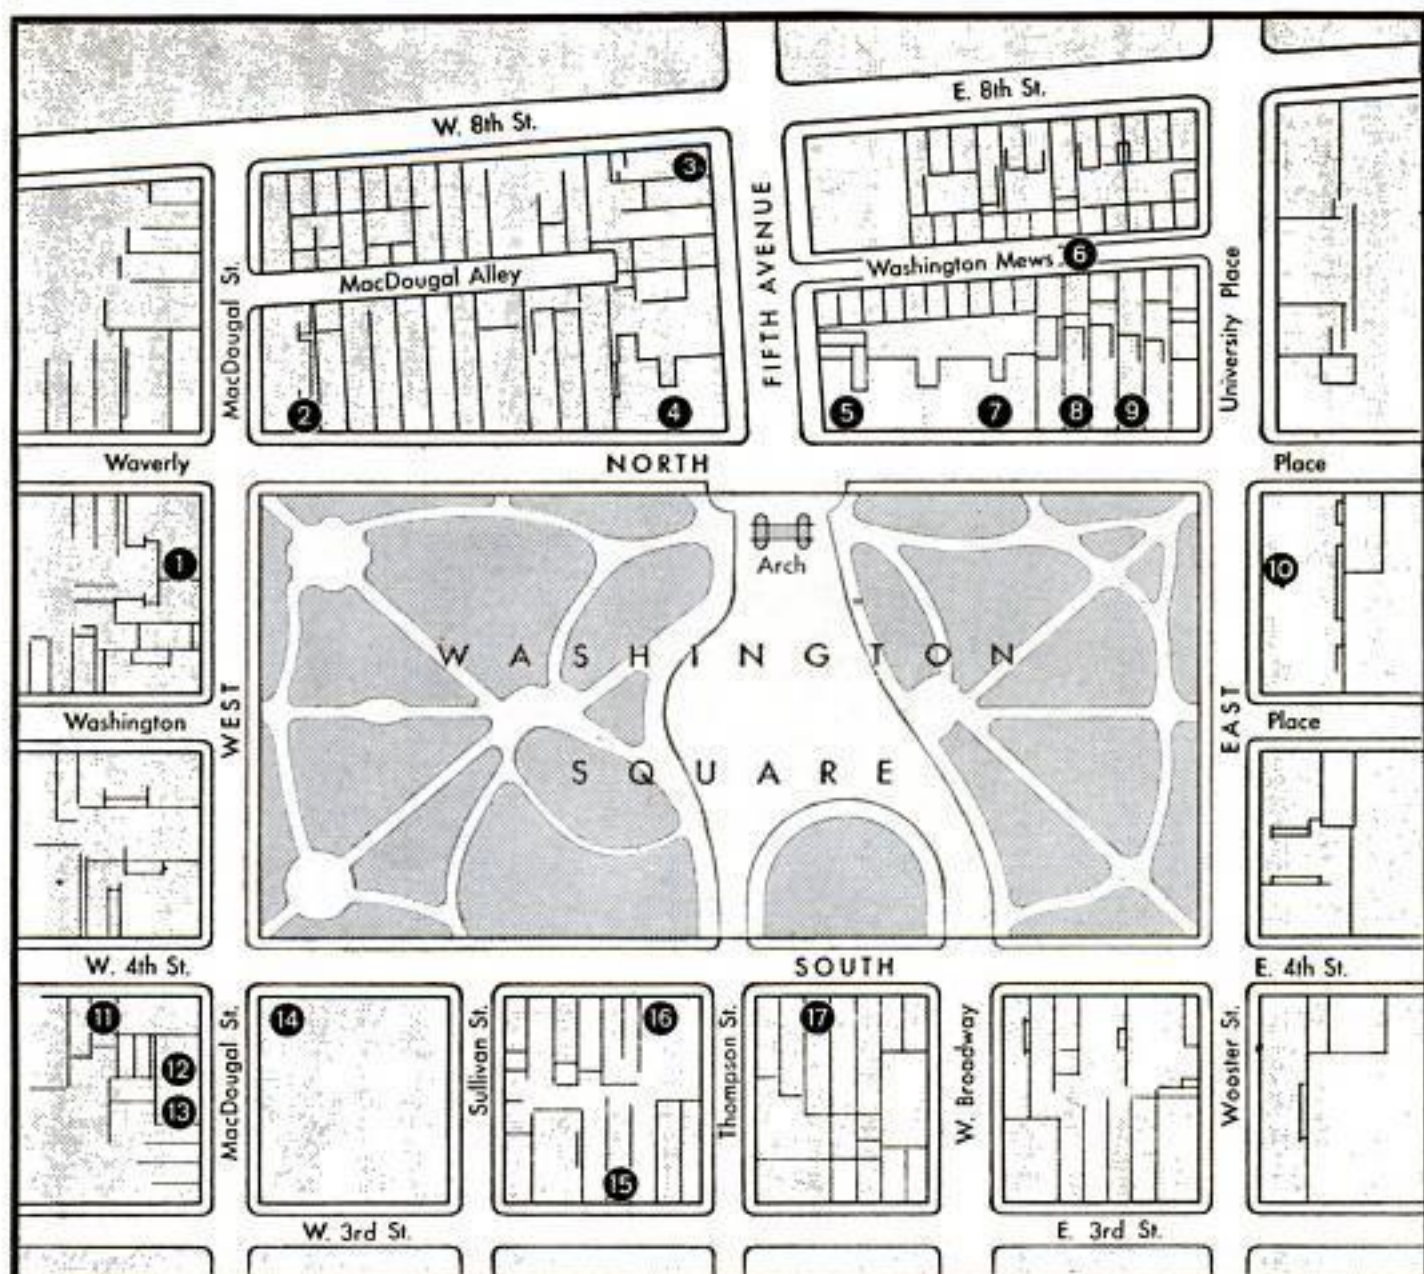 E. 8th St.
W. 8th St.
3
FIFTH AVENUE
MacDougal St.
MacDougal Alley
Washington Mews
6
University Place
2
4
5
7
8
9
Waverly
NORTH
Place
1
Arch
10
WASHINGTON
SQUARE
Washington
WEST
EAST
Place
W. 4th St.
SOUTH
E. 4th St.
11
12
13
MacDougal St.
14
Sullivan St.
16
15
Thompson St.
17
W. Broadway
Wooster St.
W. 3rd St.
E. 3rd St.